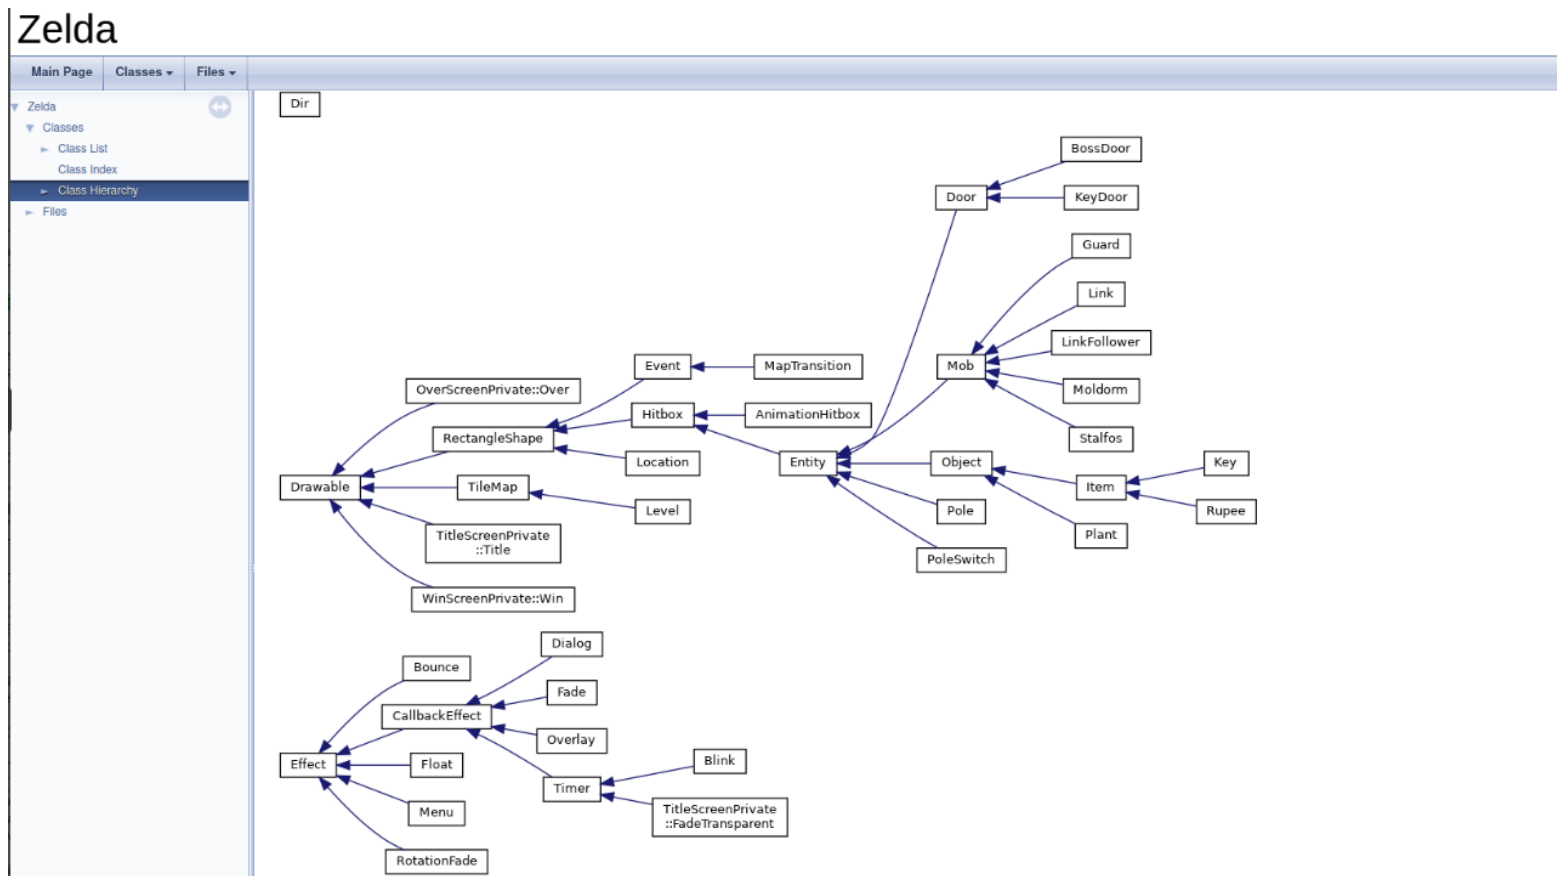 Zelda
Main Page
Classes
Files
Zelda
Classes
Class List
Class Index
Class Hierarchy
Files
Dir
BossDoor
Door
KeyDoor
Guard
Link
LinkFollower
Mob
Moldorm
Stalfos
Event
MapTransition
OverScreenPrivate::Over
Hitbox
AnimationHitbox
RectangleShape
Location
Entity
Object
Key
Drawable
TileMap
Item
Level
Pole
Rupee
TitleScreenPrivate
::Title
Plant
PoleSwitch
WinScreenPrivate::Win
Dialog
Bounce
Fade
CallbackEffect
Overlay
Effect
Float
Blink
Timer
Menu
TitleScreenPrivate
::FadeTransparent
RotationFade